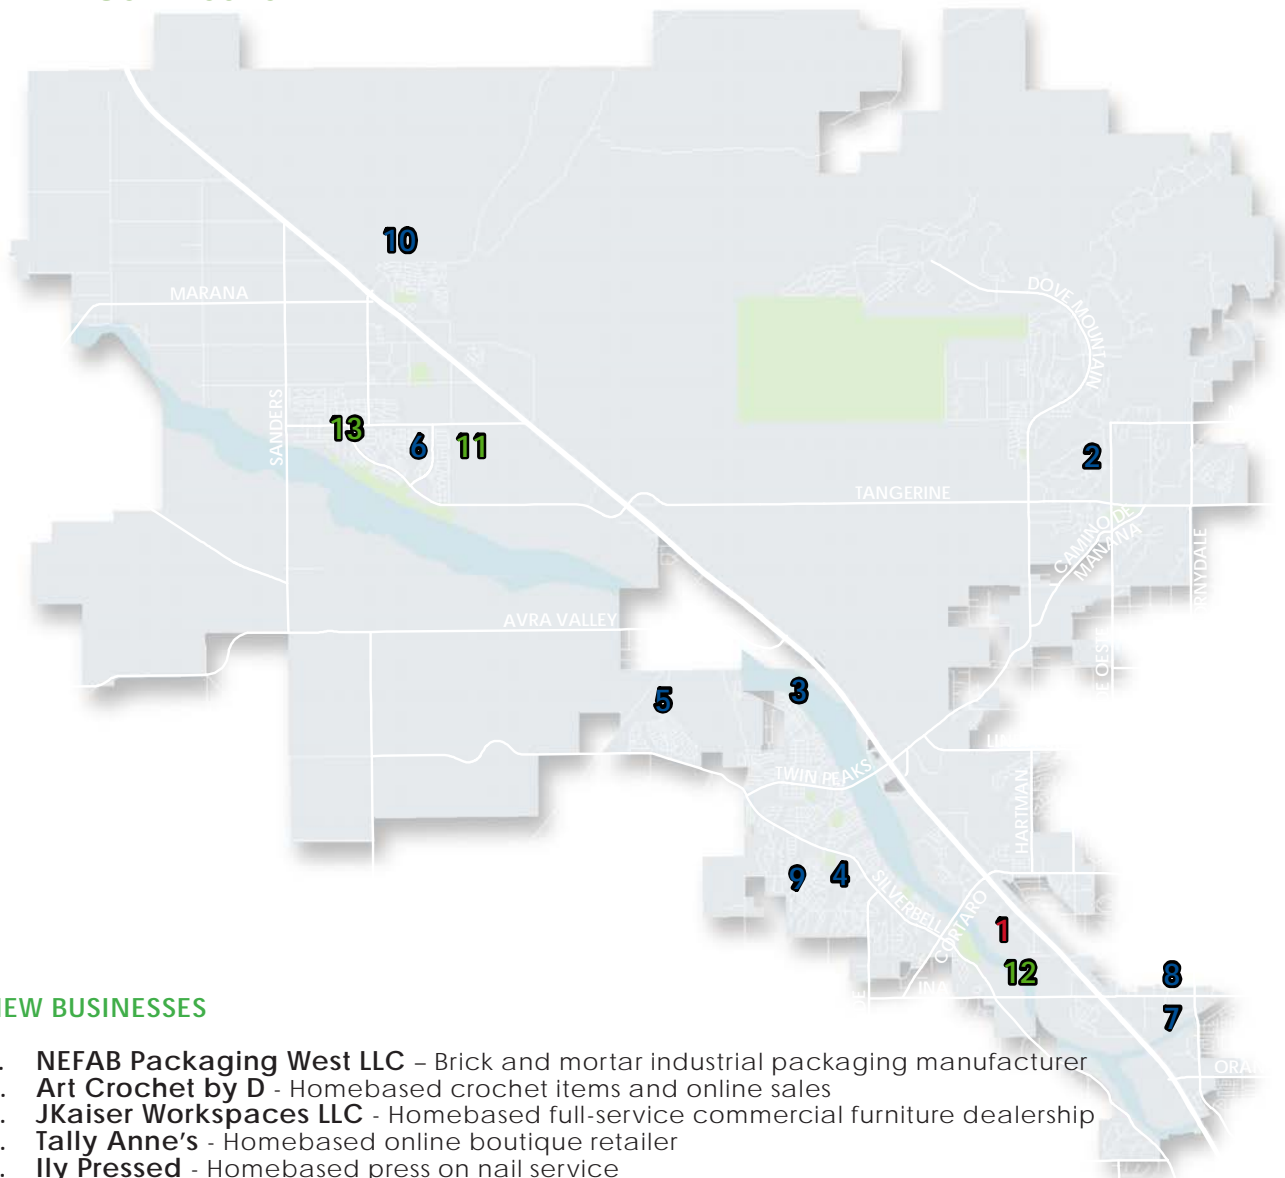 10
MARANA
DOVE MOUNTAIN
SANDERS
13
6
11
2
TANGERINE
CAMINO DE
MANANA
AVRA VALLEY
5
3
TWIN PEAKS
HARTMAN
9
4
SILVERBELL
CORTARO
1
12
INA
8
7
NEW BUSINESSES
. NEFAB Packaging West LLC – Brick and mortar industrial packaging manufacturer
. Art Crochet by D - Homebased crochet items and online sales
. JKaiser Workspaces LLC - Homebased full-service commercial furniture dealership
. Tally Anne's - Homebased online boutique retailer
. Ily Pressed - Homebased press on nail service